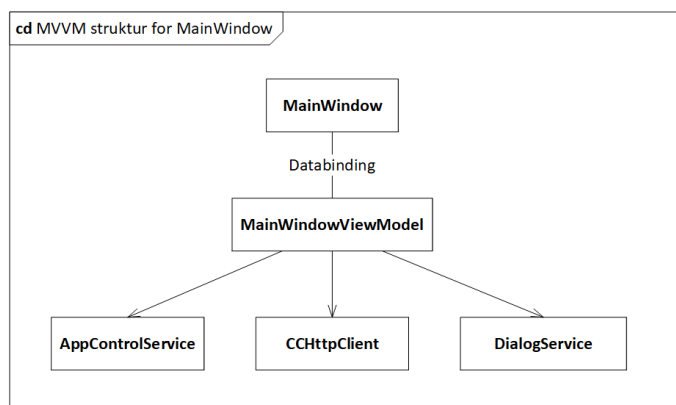 cd MVVM struktur for MainWindow
MainWindow
Databinding
MainWindowViewModel
AppControlService
CCHttpClient
DialogService